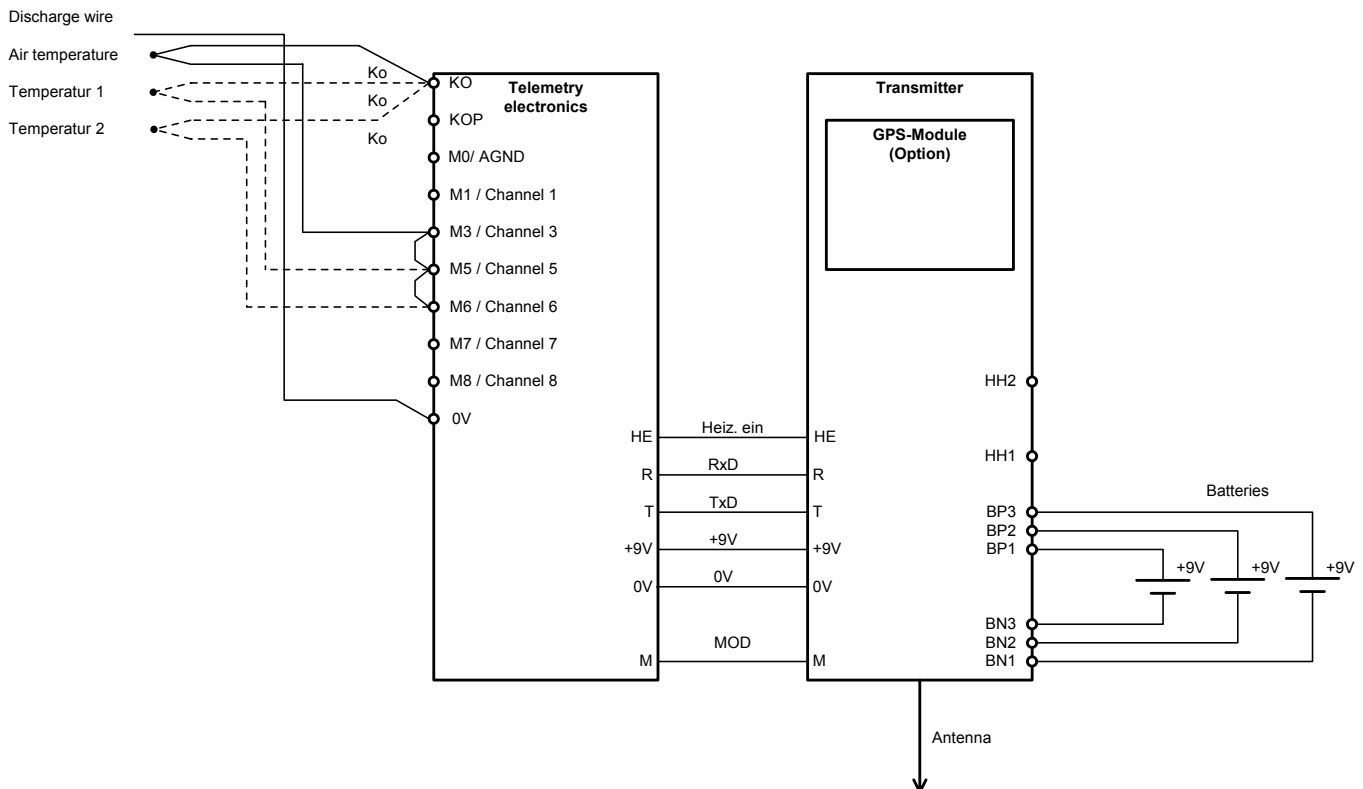 Discharge wire
Air temperature
Temperatur 1
Temperatur 2
Ko
Ko
Ko
Telemetry
electronics
KO
KOP
M0/ AGND
M1 / Channel 1
M3 / Channel 3
M5 / Channel 5
M6 / Channel 6
M7 / Channel 7
M8 / Channel 8
0V
HE
R
T
+9V
0V
M
Heiz. ein
RxD
TxD
+9V
0V
MOD
Transmitter
GPS-Module
(Option)
HE
R
T
+9V
0V
M
HH2
HH1
BP3
BP2
BP1
BN3
BN2
BN1
Batteries
+9V
+9V
+9V
Antenna